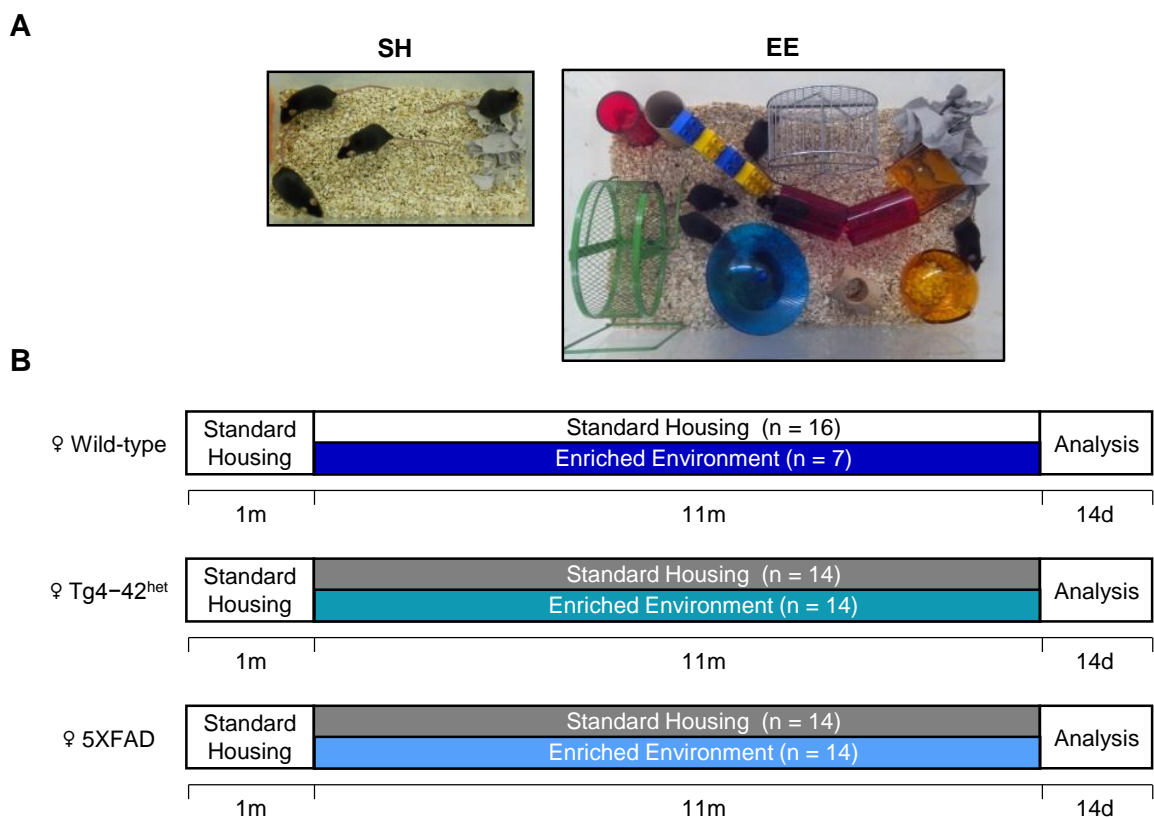 A
SH
EE
B
♀ Wild-type
Standard
Housing
Standard Housing (n = 16)
Enriched Environment (n = 7)
Analysis
1m
11m
14d
♀ Tg4−42het
Standard
Housing
Standard Housing (n = 14)
Enriched Environment (n = 14)
Analysis
1m
11m
14d
♀ 5XFAD
Standard
Housing
Standard Housing (n = 14)
Enriched Environment (n = 14)
Analysis
1m
11m
14d